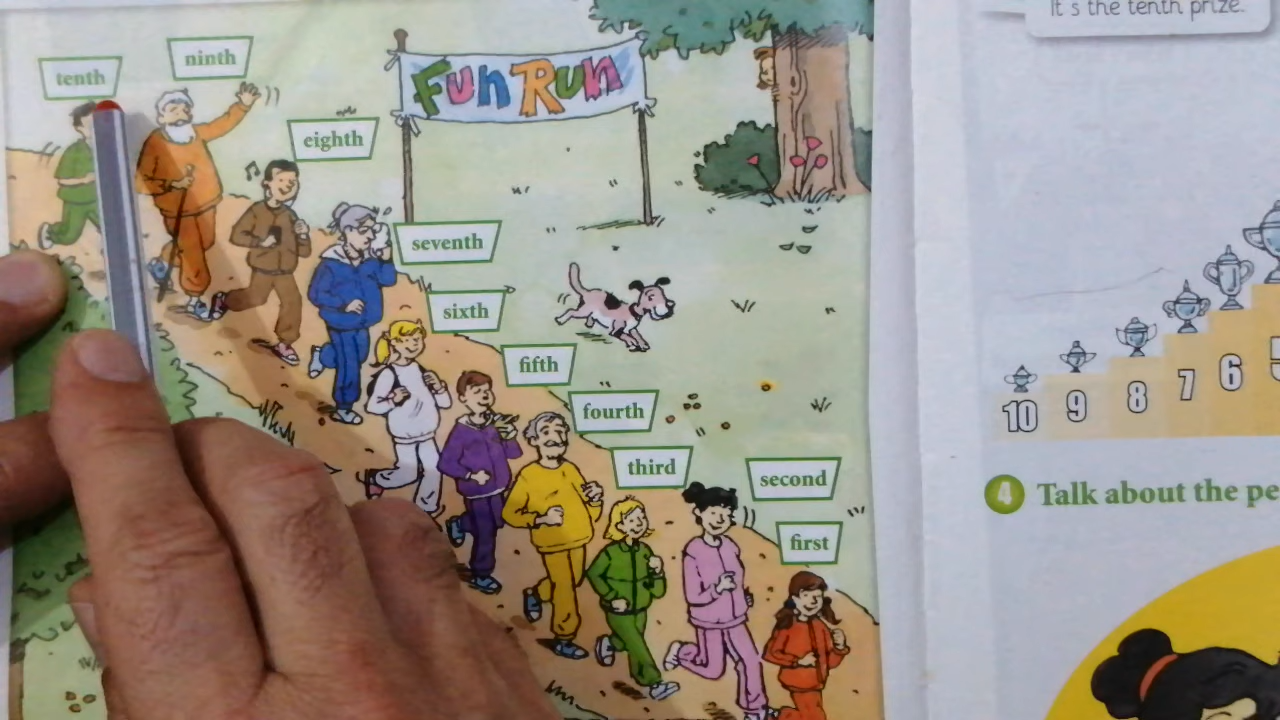 It's the tenth prize.
tenth
ninth
eighth
Fun Run
seventh
sixth
fifth
fourth
third
second
first
10
9
8
7
6
4 Talk about the pe